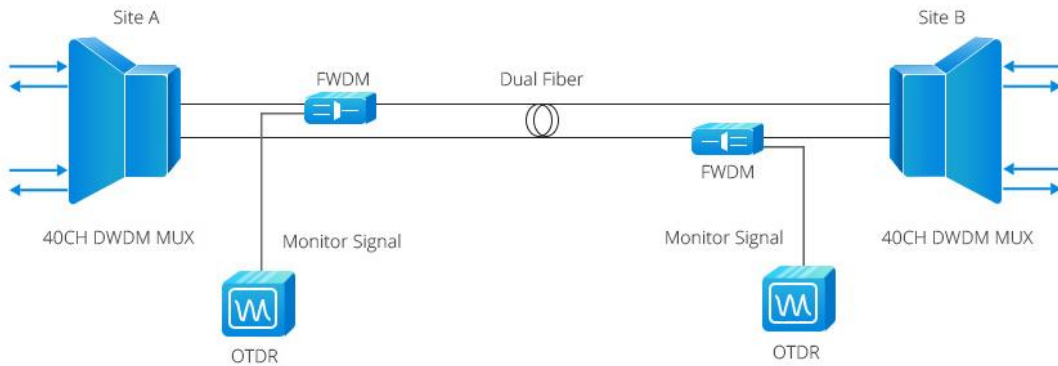 Site A
Site B
FWDM
Dual Fiber
FWDM
40CH DWDM MUX
Monitor Signal
Monitor Signal
40CH DWDM MUX
OTDR
OTDR